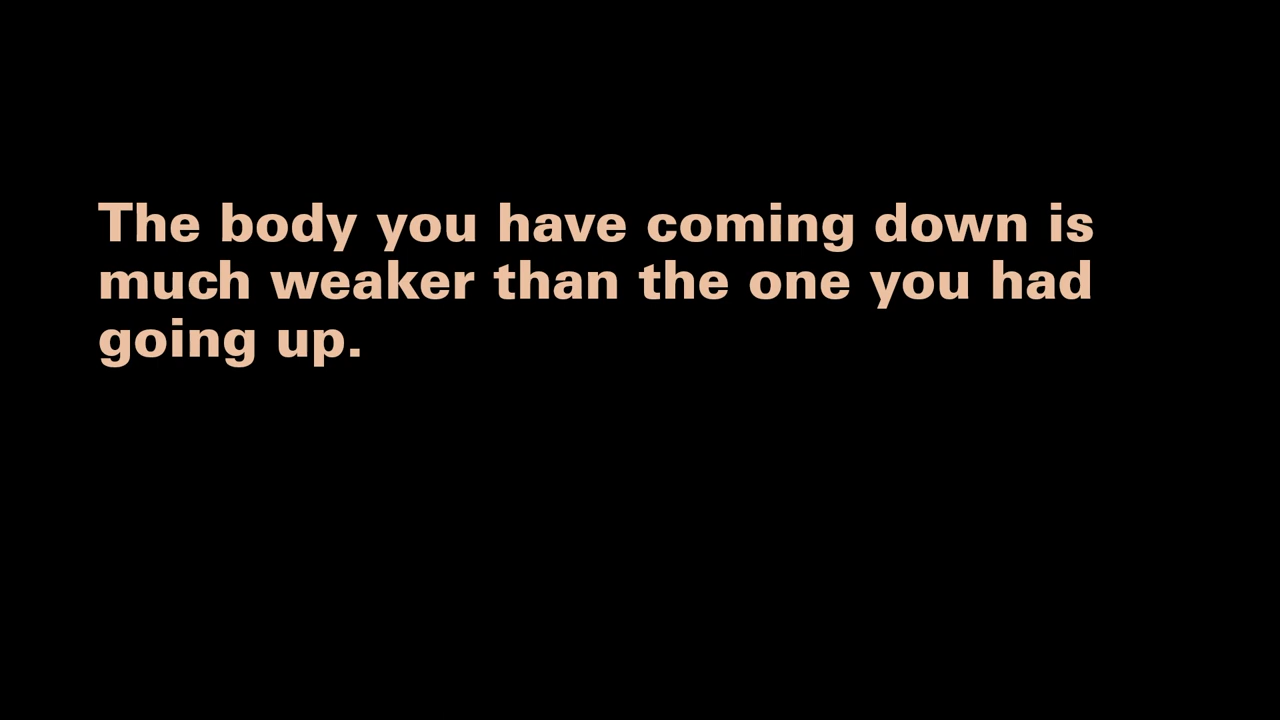 The body you have coming down is
much weaker than the one you had
going up.